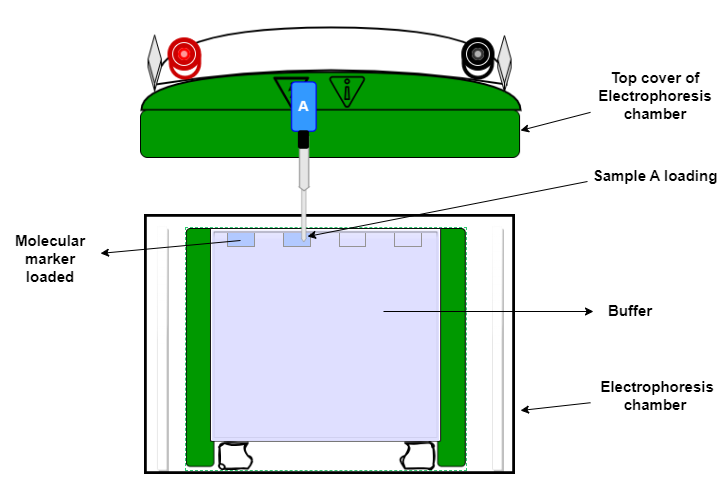 Top cover of
Electrophoresis
chamber
A
Sample A loading
Molecular
marker
loaded
Buffer
Electrophoresis
chamber